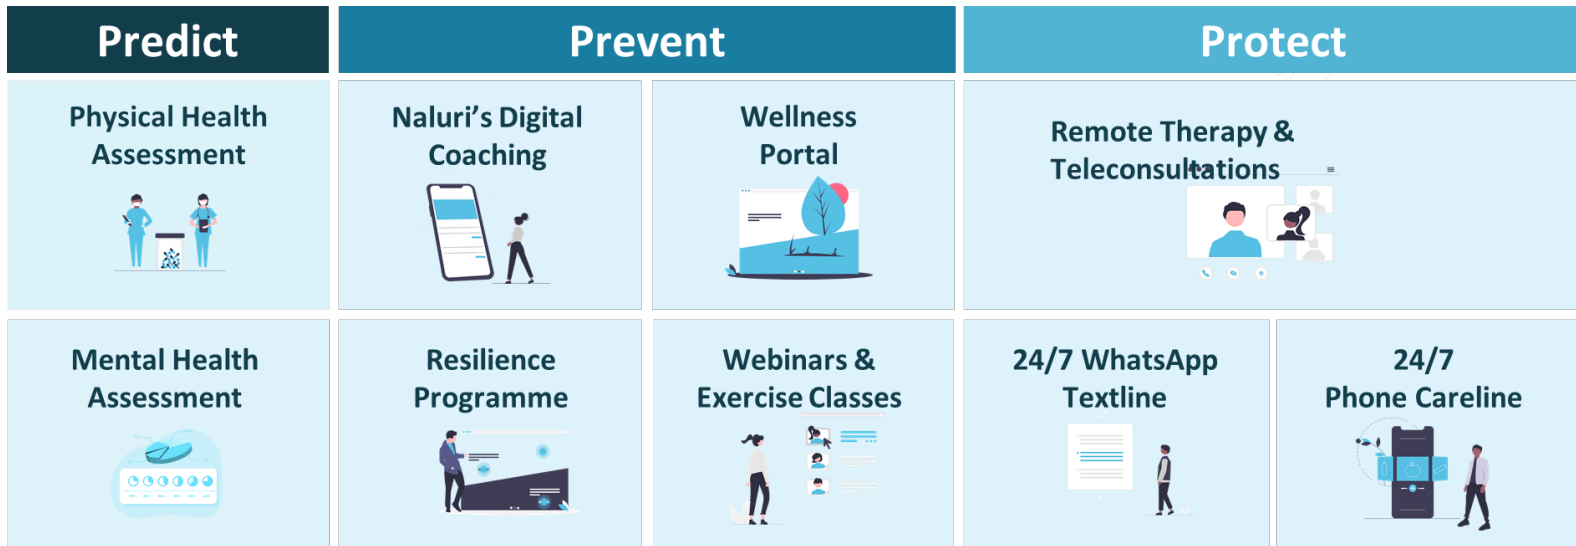 Predict
Prevent
Protect
Physical Health
Assessment
Naluri's Digital
Coaching
Wellness
Portal
Remote Therapy &
Teleconsultations
Mental Health
Assessment
Resilience
Programme
Webinars &
Exercise Classes
24/7 WhatsApp
Textline
24/7
Phone Careline